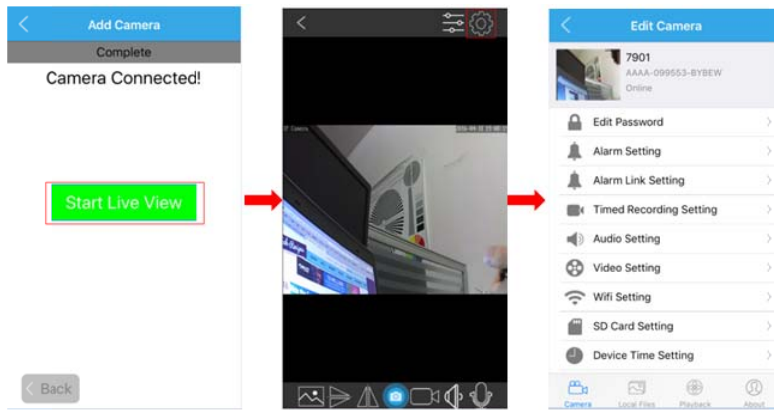 Add Camera
Complete
Camera Connected!
Start Live View
Back
IP Camera
Edit Camera
7901
AAAA-099553-BYBEW
Online
Edit Password
Alarm Setting
Alarm Link Setting
Timed Recording Setting
Audio Setting
Video Setting
Wifi Setting
SD Card Setting
Device Time Setting
Camera
Local Files
Playback
About